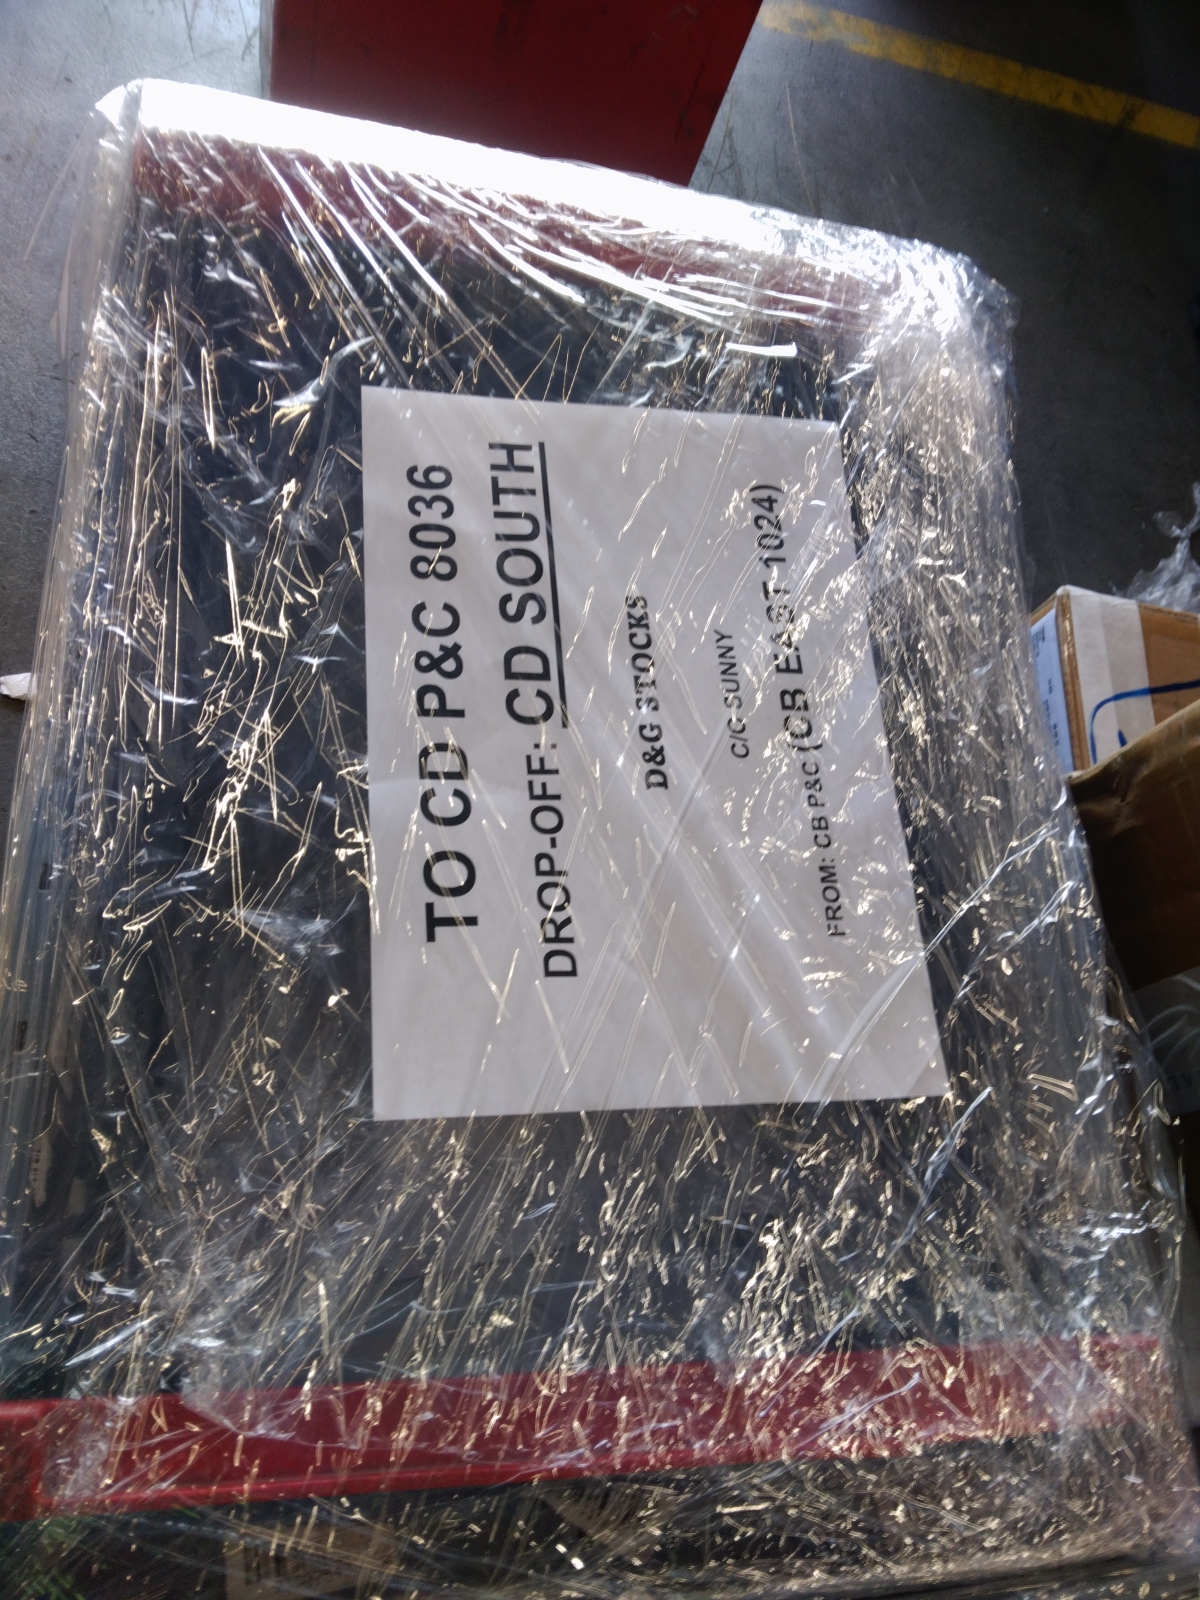 TO CD P&C 8036
DROP-OFF: CD SOUTH
D&G STOCKS
C/G SUNNY
FROM: CB P&C (CB EAST 1024)